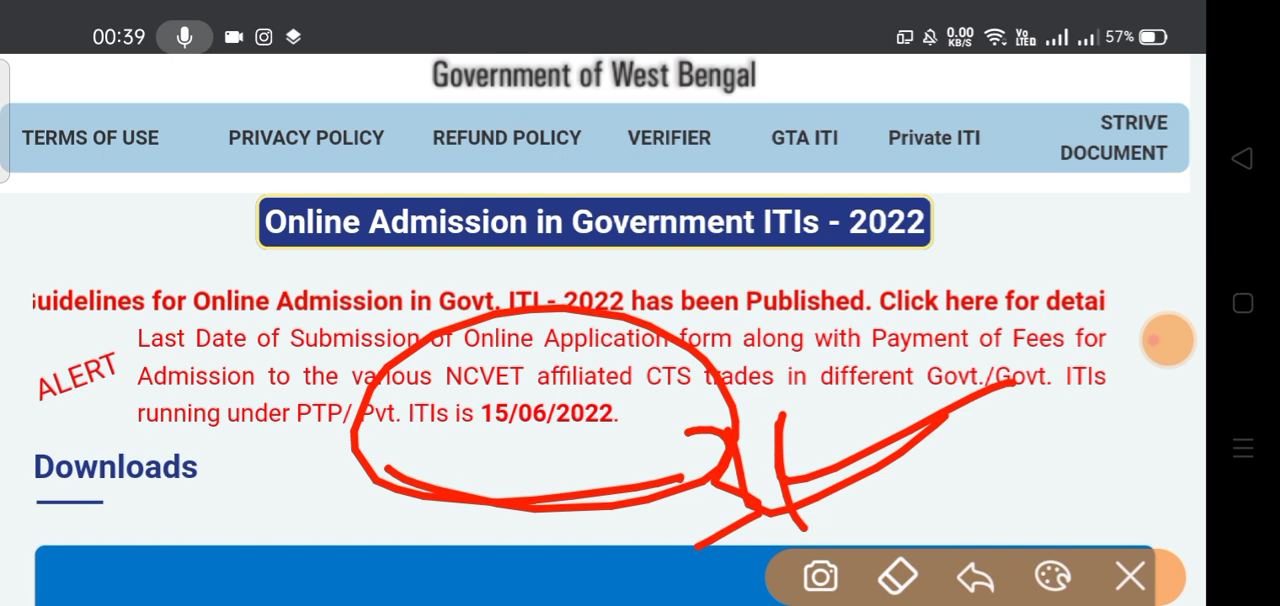 00:39
0.00 KB/S
Vo LTED
57%
Government of West Bengal
TERMS OF USE
PRIVACY POLICY
REFUND POLICY
VERIFIER
GTA ITI
Private ITI
STRIVE
DOCUMENT
Online Admission in Government ITIs - 2022
uidelines for Online Admission in Govt. ITI - 2022 has been Published. Click here for detai
ALERT
Last Date of Submission of Online Application form along with Payment of Fees for
Admission to the various NCVET affiliated CTS trades in different Govt./Govt. ITIs
running under PTP/ Pvt. ITIs is 15/06/2022.
Downloads